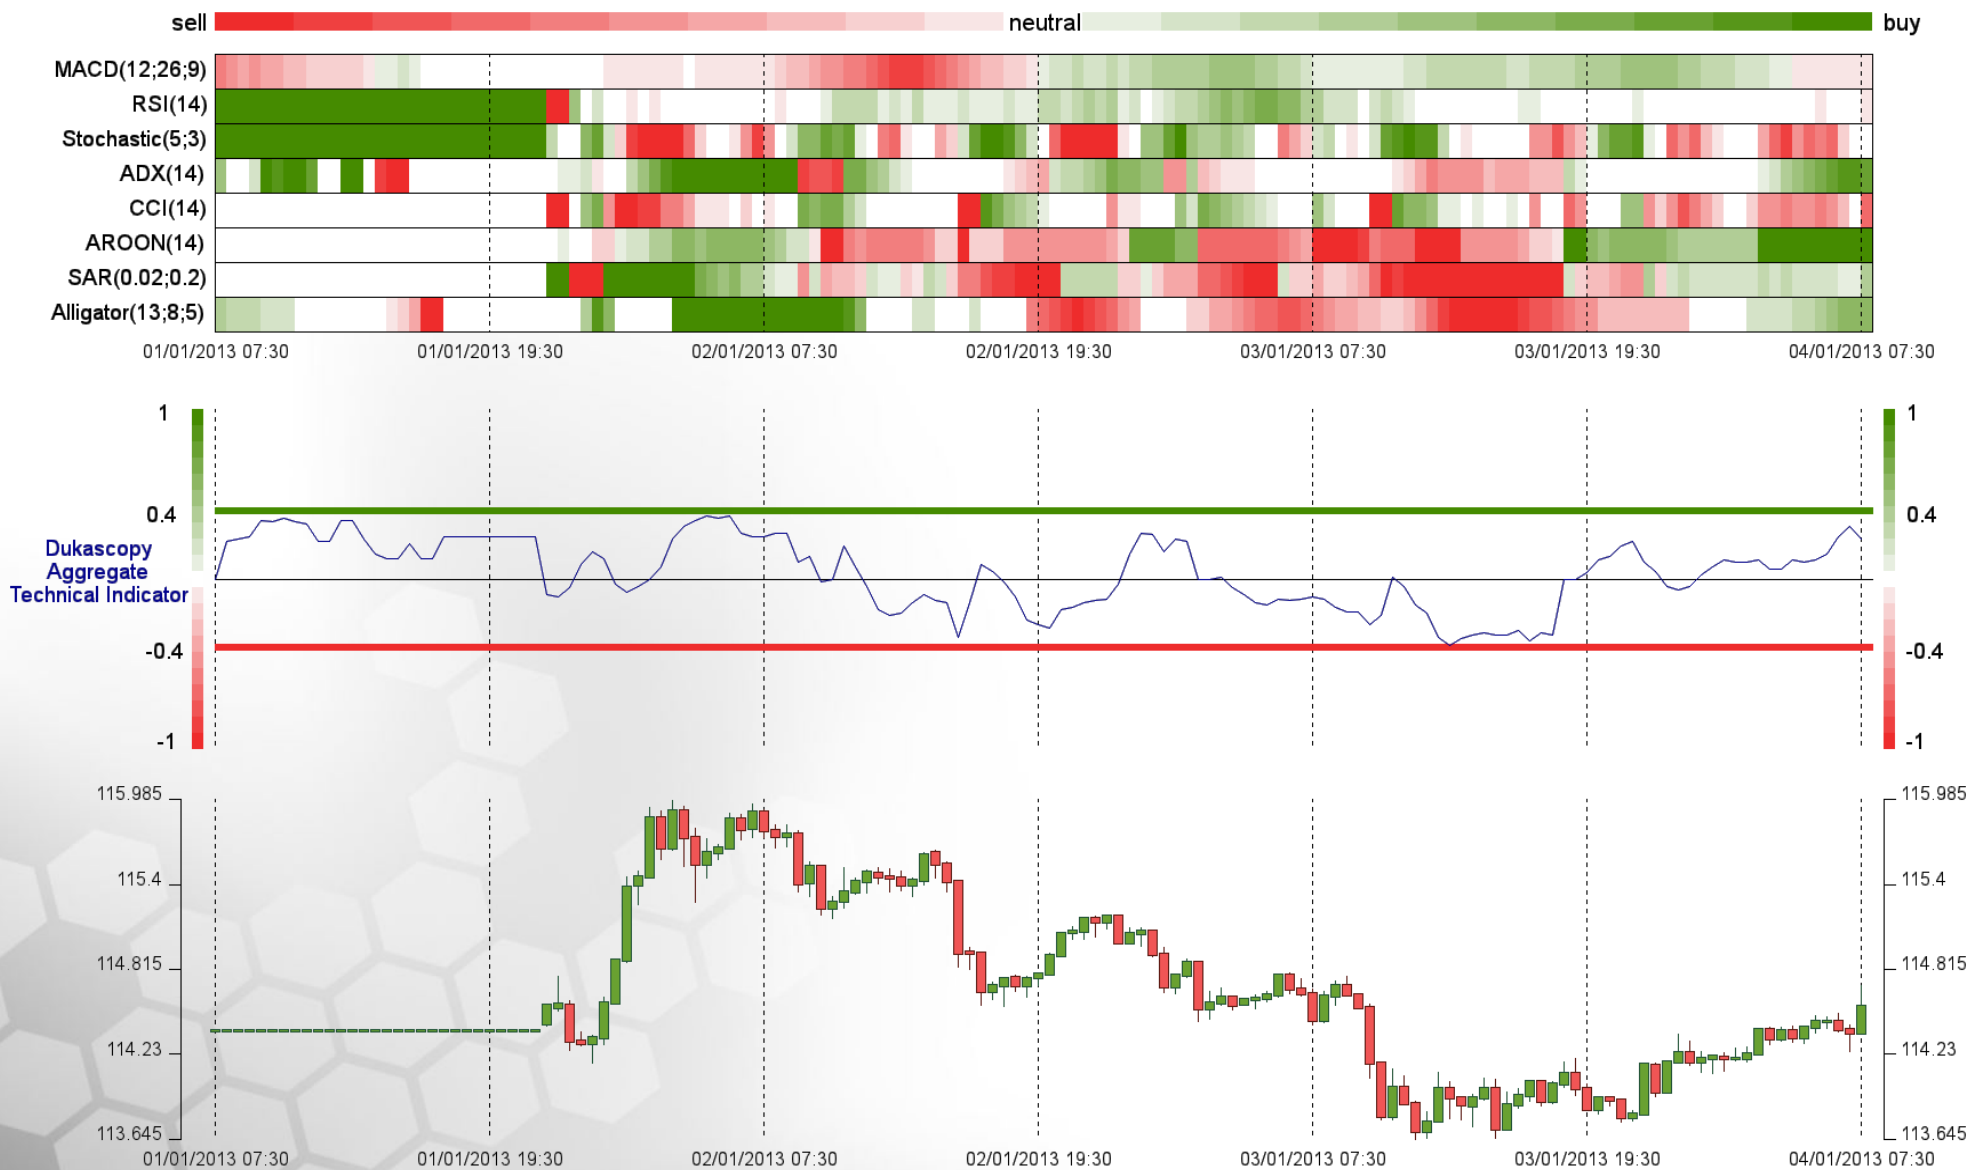 sell neutral buy
MACD(12;26;9)
RSI(14)
Stochastic(5;3)
ADX(14)
CCI(14)
AROON(14)
SAR(0.02;0.2)
Alligator(13;8;5)
01/01/2013 07:30 01/01/2013 19:30 02/01/2013 07:30 02/01/2013 19:30 03/01/2013 07:30 03/01/2013 19:30 04/01/2013 07:30
1 1
0.4 0.4
Dukascopy
Aggregate
Technical Indicator
-0.4 -0.4
-1 -1
115.985 115.985
115.4 115.4
114.815 114.815
114.23 114.23
113.645 113.645
01/01/2013 07:30 01/01/2013 19:30 02/01/2013 07:30 02/01/2013 19:30 03/01/2013 07:30 03/01/2013 19:30 04/01/2013 07:30